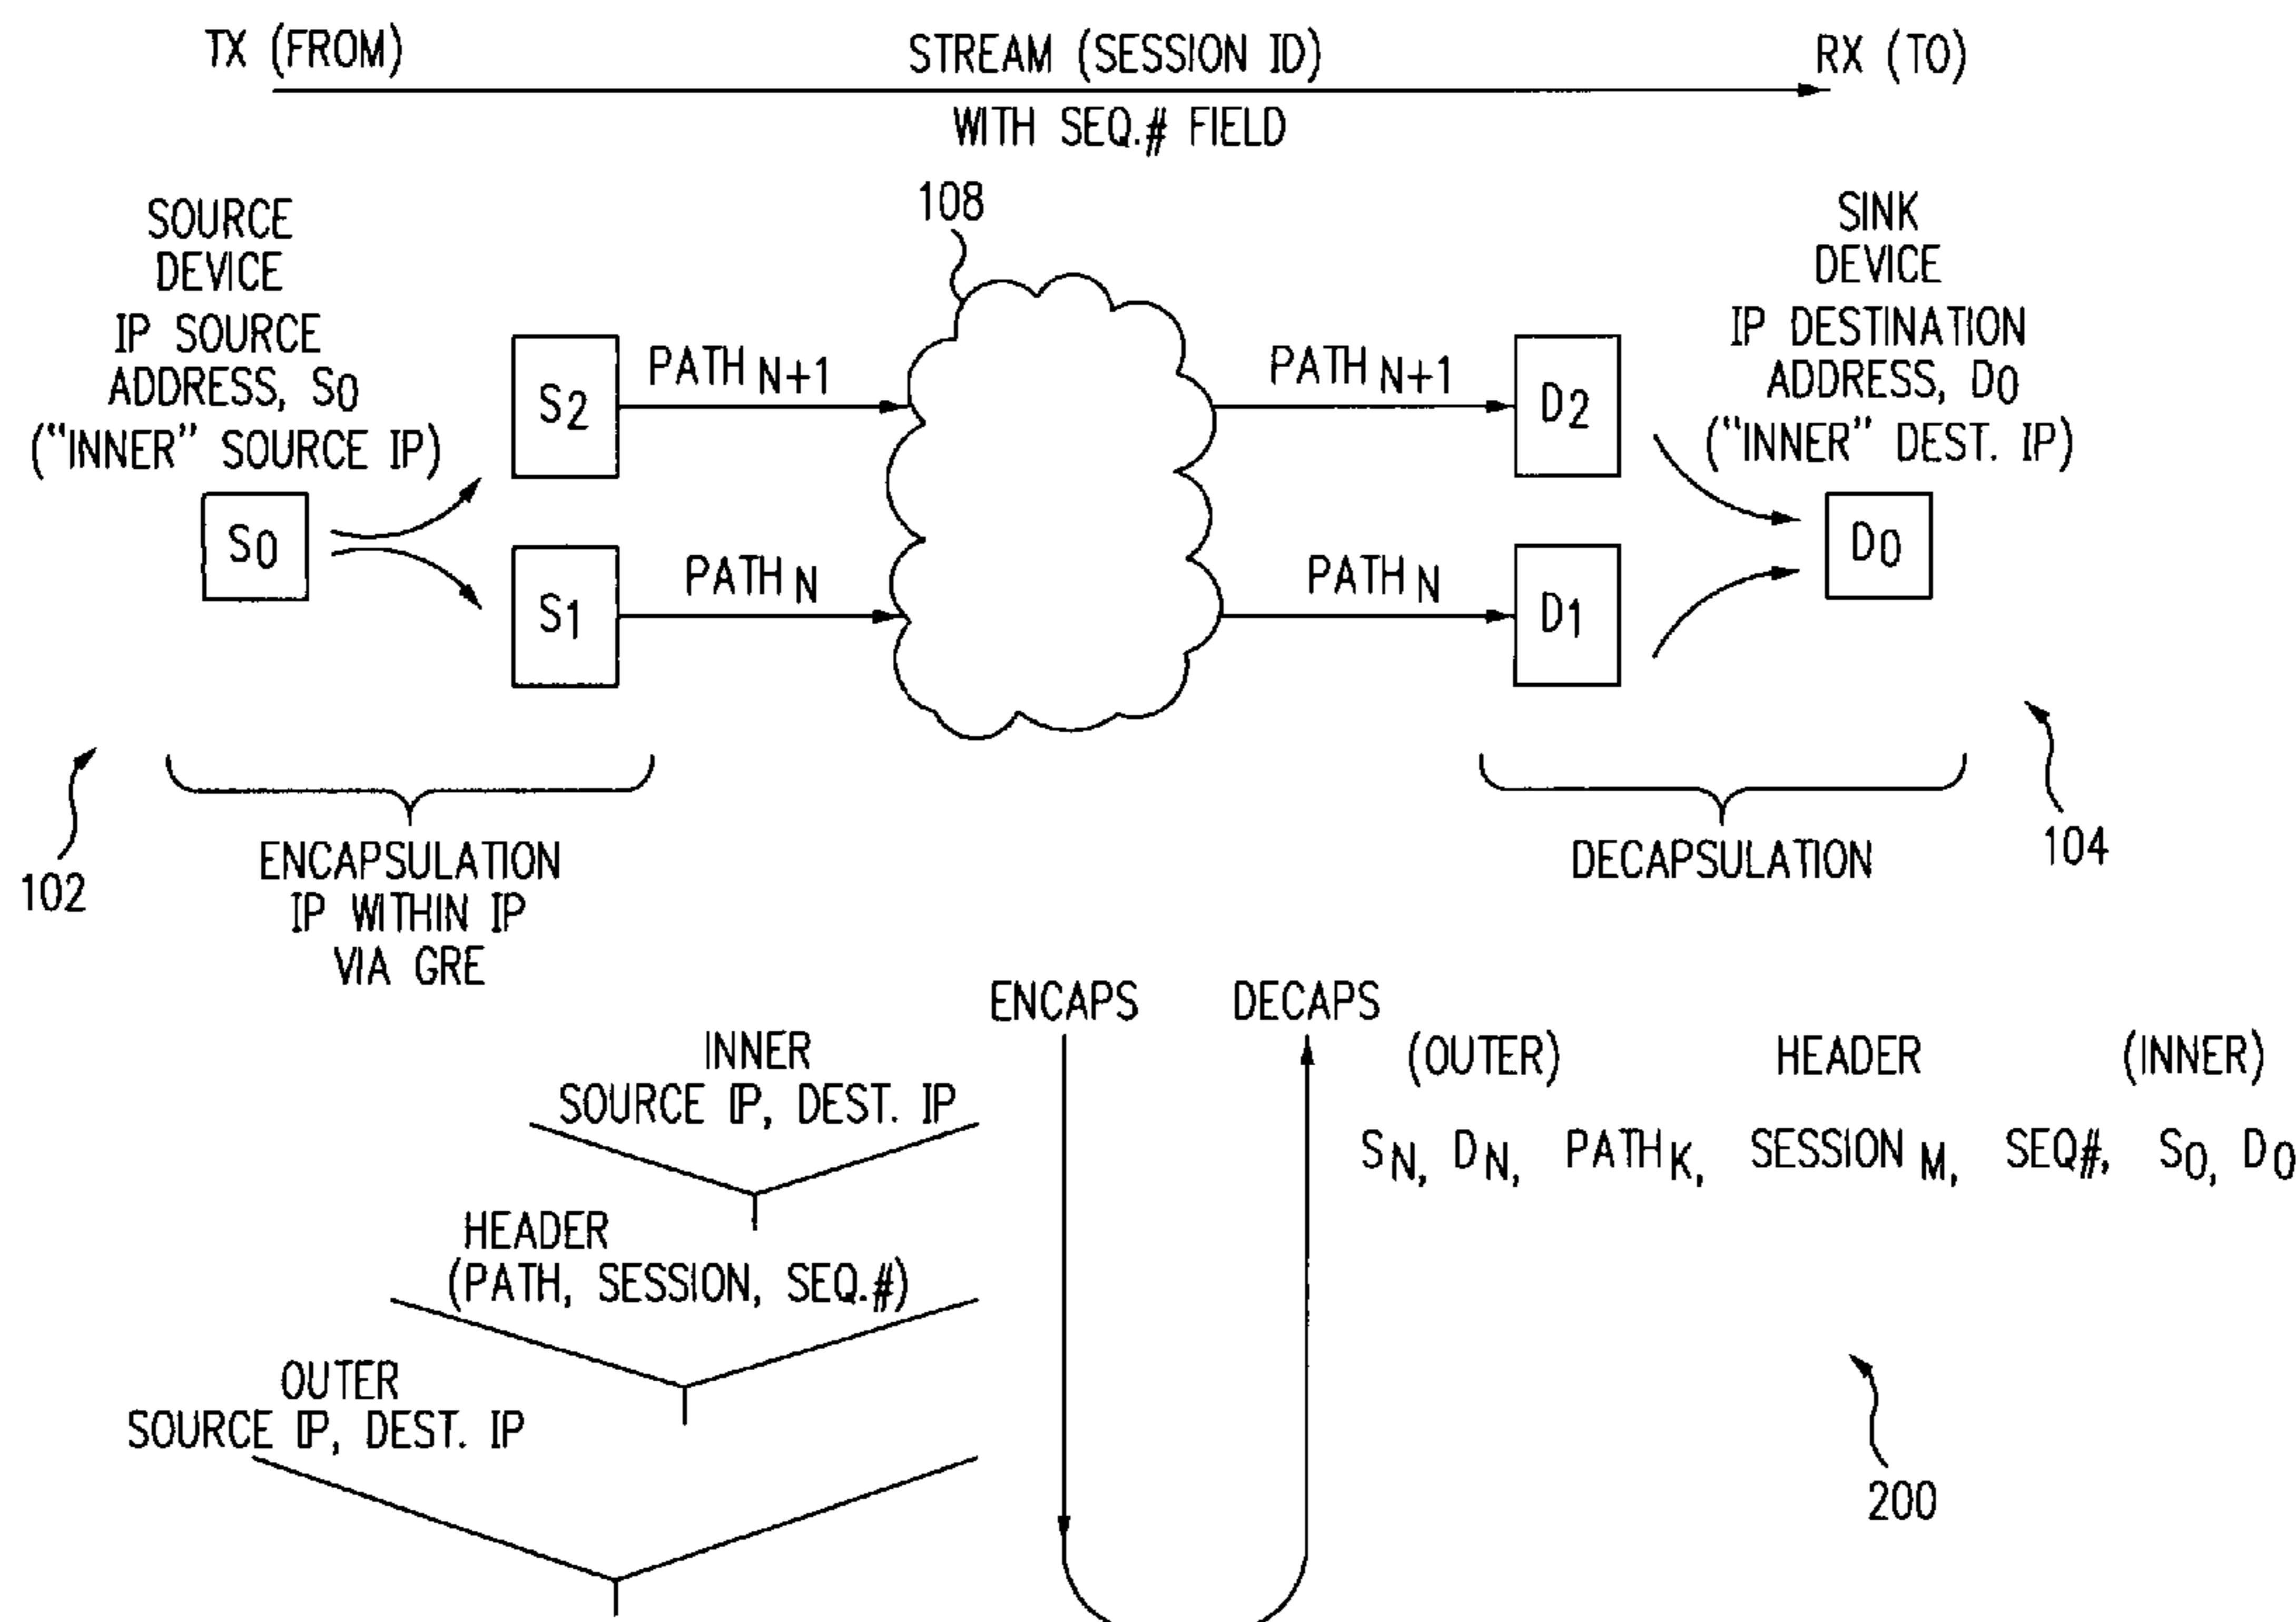 TX (FROM)
STREAM (SESSION ID)
RX (TO)
WITH SEQ.# FIELD
108
SOURCE
DEVICE
IP SOURCE
ADDRESS, S0
("INNER" SOURCE IP)
SINK
DEVICE
IP DESTINATION
ADDRESS, D0
("INNER" DEST. IP)
S0
S2
PATH N+1
PATH N+1
D2
S1
PATH N
PATH N
D1
D0
102
ENCAPSULATION
IP WITHIN IP
VIA GRE
DECAPSULATION
104
ENCAPS
DECAPS
INNER
SOURCE IP, DEST. IP
HEADER
(PATH, SESSION, SEQ.#)
OUTER
SOURCE IP, DEST. IP
(OUTER) HEADER (INNER)
SN, DN, PATHK, SESSION M, SEQ#, S0, D0
200